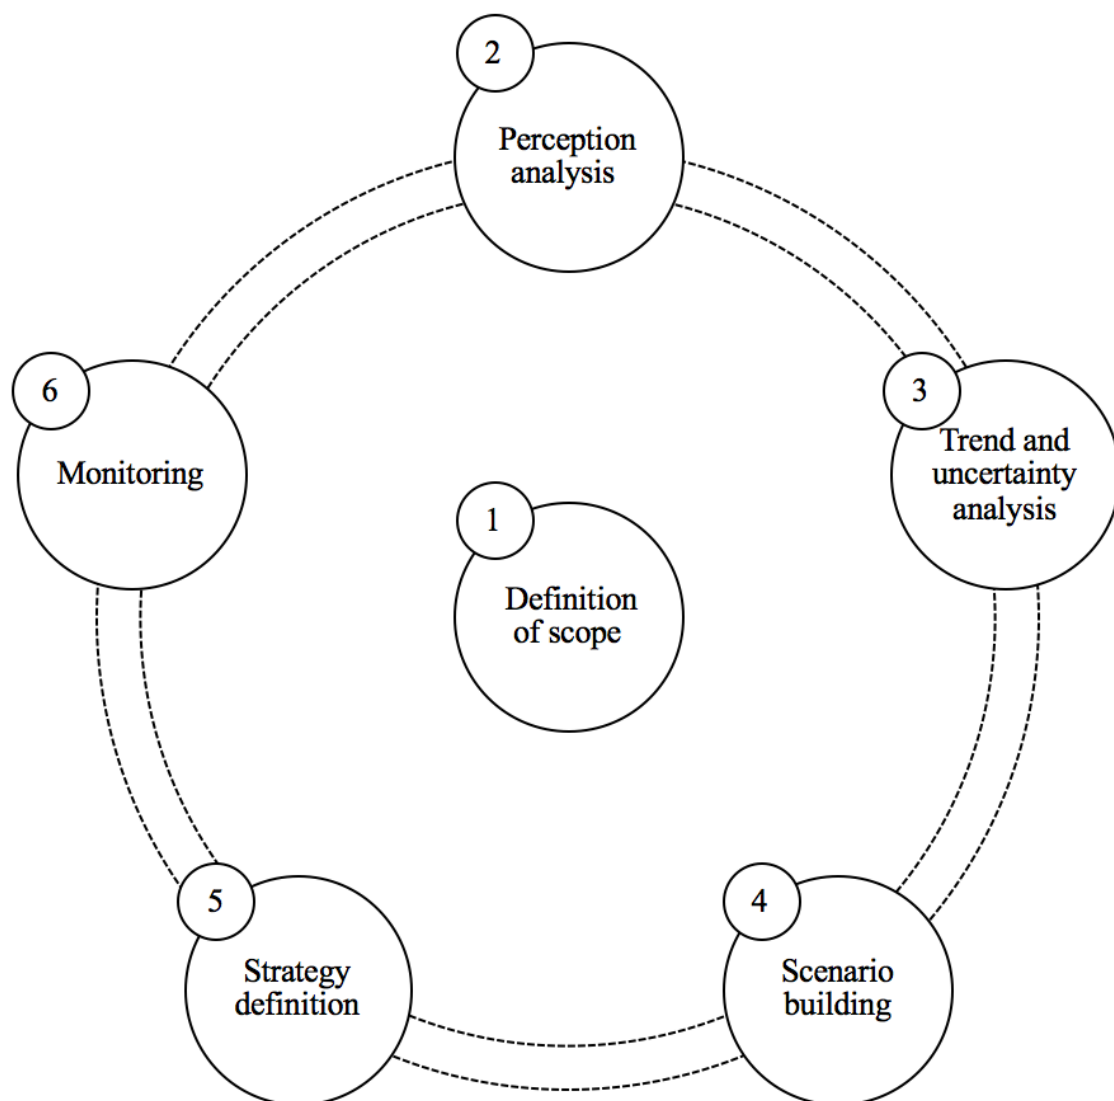 1
Definition
of scope
2
Perception
analysis
3
Trend and
uncertainty
analysis
4
Scenario
building
5
Strategy
definition
6
Monitoring